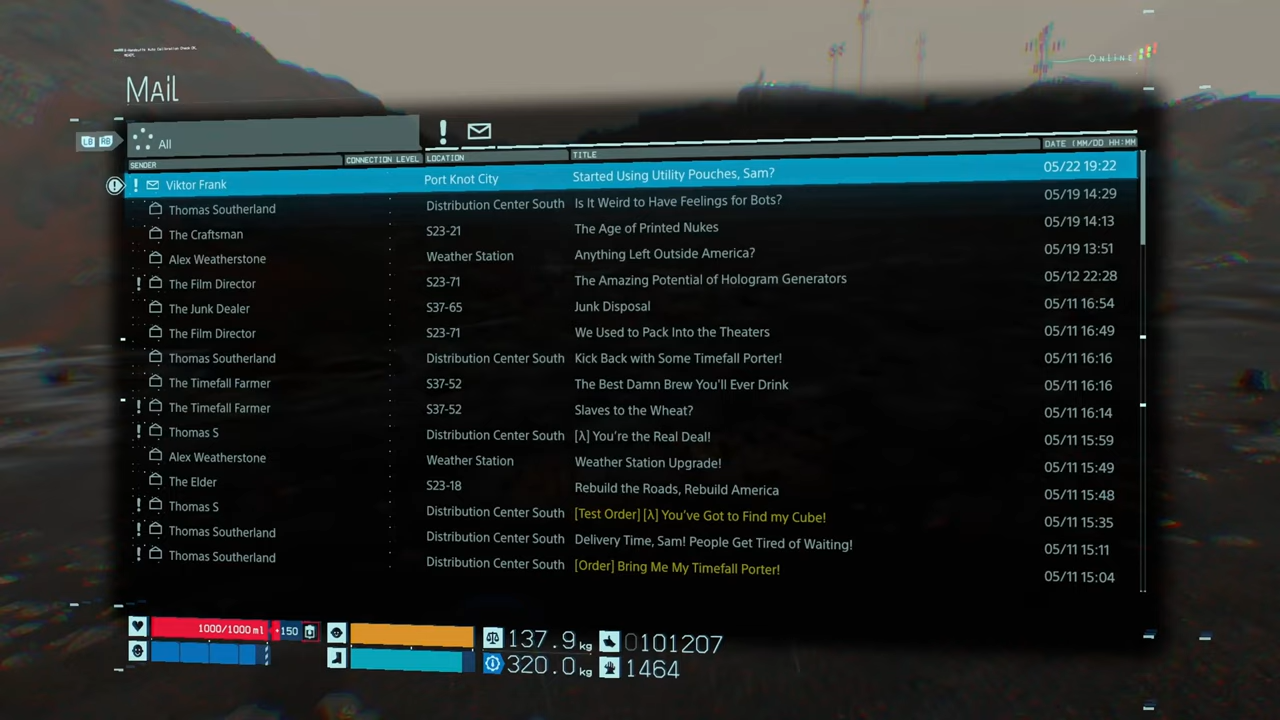 Mail
Online
LB RB
All
SENDER CONNECTION LEVEL LOCATION TITLE DATE (MM/DD HH:MM
! Viktor Frank Port Knot City Started Using Utility Pouches, Sam? 05/22 19:22
Thomas Southerland Distribution Center South Is It Weird to Have Feelings for Bots? 05/19 14:29
The Craftsman S23-21 The Age of Printed Nukes 05/19 14:13
Alex Weatherstone Weather Station Anything Left Outside America? 05/19 13:51
! The Film Director S23-71 The Amazing Potential of Hologram Generators 05/12 22:28
The Junk Dealer S37-65 Junk Disposal 05/11 16:54
The Film Director S23-71 We Used to Pack Into the Theaters 05/11 16:49
Thomas Southerland Distribution Center South Kick Back with Some Timefall Porter! 05/11 16:16
The Timefall Farmer S37-52 The Best Damn Brew You'll Ever Drink 05/11 16:16
! The Timefall Farmer S37-52 Slaves to the Wheat? 05/11 16:14
! Thomas S Distribution Center South [λ] You're the Real Deal! 05/11 15:59
Alex Weatherstone Weather Station Weather Station Upgrade! 05/11 15:49
The Elder S23-18 Rebuild the Roads, Rebuild America 05/11 15:48
! Thomas S Distribution Center South [Test Order] [λ] You've Got to Find my Cube! 05/11 15:35
! Thomas Southerland Distribution Center South Delivery Time, Sam! People Get Tired of Waiting! 05/11 15:11
! Thomas Southerland Distribution Center South [Order] Bring Me My Timefall Porter! 05/11 15:04
1000/1000 ml 150 137.9 kg 0101207
320.0 kg 1464